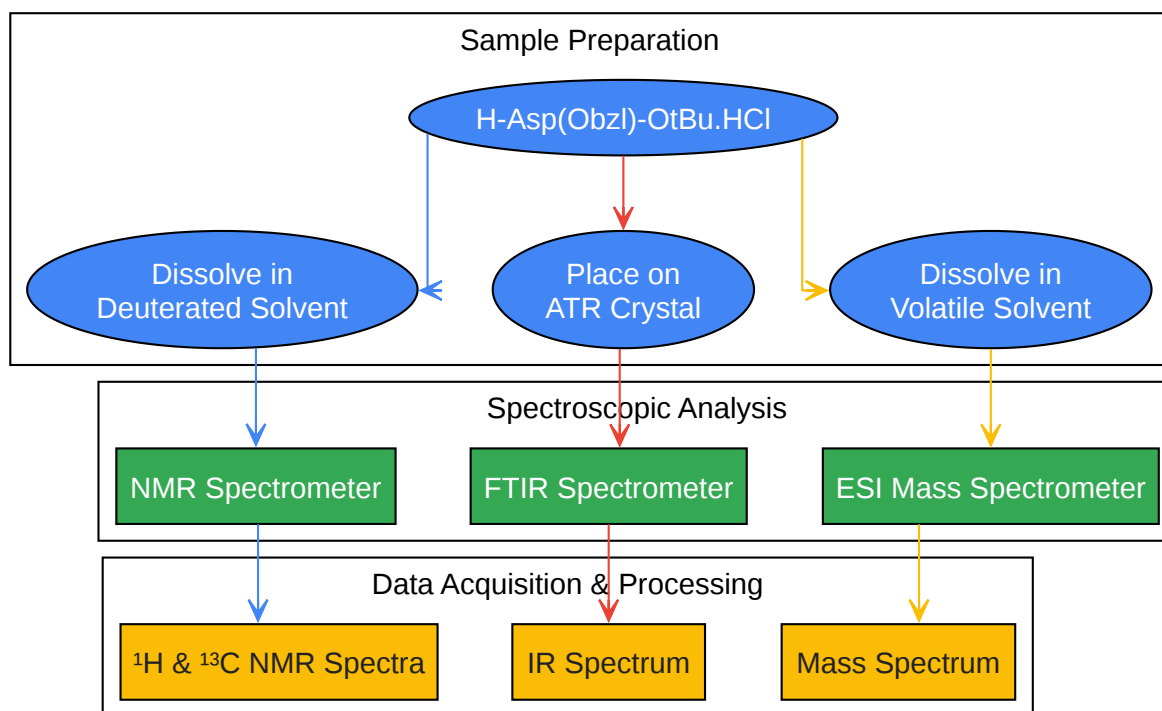 Sample Preparation
H-Asp(Obzl)-OtBu.HCl
Dissolve in
Deuterated Solvent
Place on
ATR Crystal
Dissolve in
Volatile Solvent
Spectroscopic Analysis
NMR Spectrometer
FTIR Spectrometer
ESI Mass Spectrometer
Data Acquisition & Processing
¹H & ¹³C NMR Spectra
IR Spectrum
Mass Spectrum